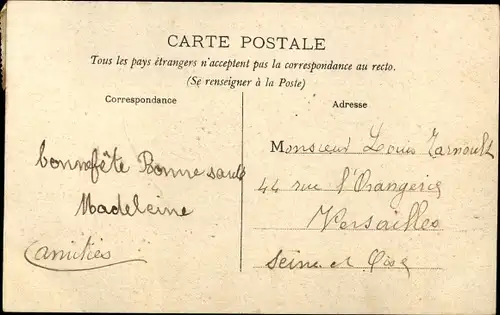 CARTE POSTALE
Tous les pays étrangers n'acceptent pas la correspondance au recto.
(Se renseigner à la Poste)
Correspondance
Adresse
bonne fête Bonne santé
Madeleine
amitiés
Monsieur Louis
44 rue l'Orangerie
Versailles
Seine et Oise